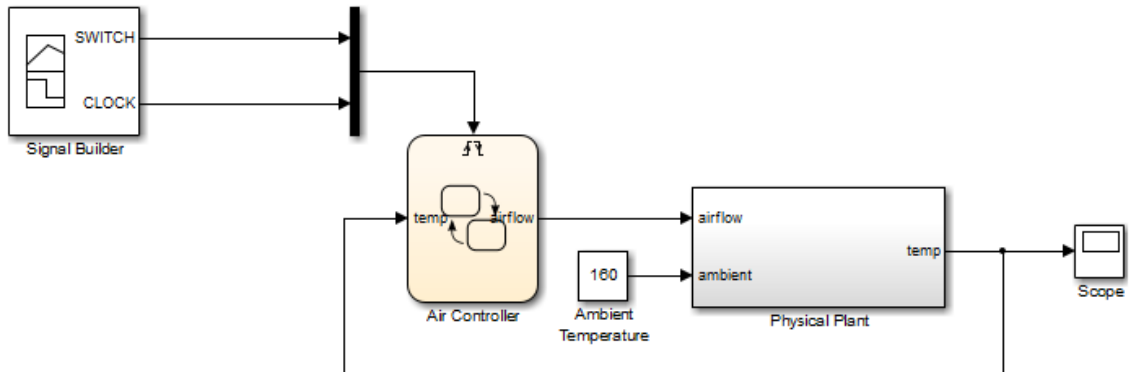 SWITCH
CLOCK
Signal Builder
temp
airflow
Air Controller
160
Ambient
Temperature
airflow
ambient
temp
Physical Plant
Scope